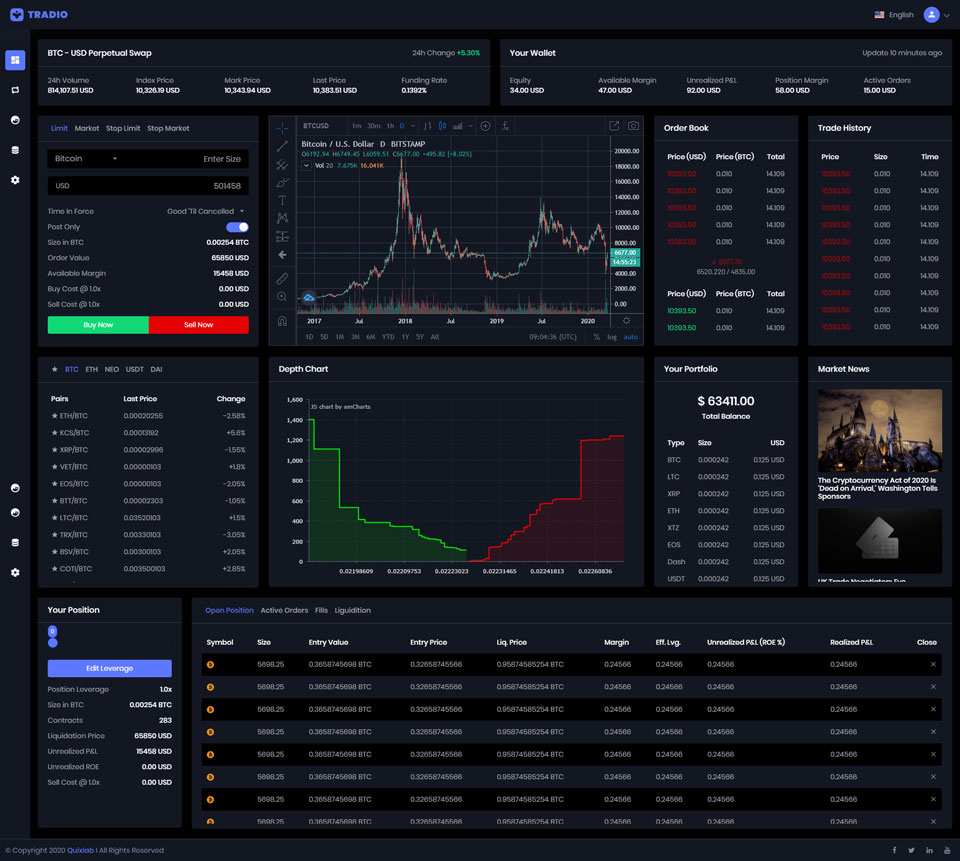 TRADIO
English
BTC - USD Perpetual Swap
24h Change +5.30%
24h Volume Index Price Mark Price Last Price Funding Rate
814,107.51 USD 10,326.19 USD 10,343.94 USD 10,383.51 USD 0.1392%
Your Wallet
Update 10 minutes ago
Equity Available Margin Unrealized P&L Position Margin Active Orders
34.00 USD 47.00 USD 92.00 USD 58.00 USD 15.00 USD
Limit Market Stop Limit Stop Market
Bitcoin Enter Size
USD 501458
Time In Force Good 'Til Cancelled
Post Only
Size in BTC 0.00254 BTC
Order Value 65850 USD
Available Margin 15458 USD
Buy Cost @ 1.0x 0.00 USD
Sell Cost @ 1.0x 0.00 USD
Buy Now Sell Now
BTCUSD 1m 30m 1h D
Bitcoin / U.S. Dollar D BITSTAMP
O6192.94 H6749.45 L6059.51 C6677.00 +495.82 (+8.02%)
Vol 20 7.675K 16.041K
20000.00
18000.00
16000.00
14000.00
12000.00
10000.00
8000.00
6677.00
14:55:23
4000.00
2000.00
0.00
2017 Jul 2018 Jul 2019 Jul 2020
1D 5D 1M 3M 6M YTD 1Y 5Y All 09:04:36 (UTC) % log auto
Order Book
Price (USD) Price (BTC) Total
10393.50 0.010 14.109
10393.50 0.010 14.109
10393.50 0.010 14.109
10393.50 0.010 14.109
10393.50 0.010 14.109
6520.220 / 4835.00
Price (USD) Price (BTC) Total
10393.50 0.010 14.109
10393.50 0.010 14.109
Trade History
Price Size Time
10393.50 0.010 14.109
10393.50 0.010 14.109
10393.50 0.010 14.109
10393.50 0.010 14.109
10393.50 0.010 14.109
10393.50 0.010 14.109
10393.50 0.010 14.109
10393.50 0.010 14.109
10393.50 0.010 14.109
10393.50 0.010 14.109
BTC ETH NEO USDT DAI
Pairs Last Price Change
ETH/BTC 0.00020255 -2.58%
KCS/BTC 0.00013192 +5.6%
XRP/BTC 0.00002996 -1.55%
VET/BTC 0.00000103 +1.8%
EOS/BTC 0.00000103 -2.05%
BTT/BTC 0.00002303 -1.05%
LTC/BTC 0.03520103 +1.5%
TRX/BTC 0.00330103 -3.05%
BSV/BTC 0.00300103 +2.05%
COTI/BTC 0.003500103 +2.85%
Depth Chart
JS chart by amCharts
1,600
1,400
1,200
1,000
800
600
400
200
0
0.02198609 0.02209753 0.02223023 0.02231465 0.02241813 0.02260836
Your Portfolio
$ 63411.00
Total Balance
Type Size USD
BTC 0.000242 0.125 USD
LTC 0.000242 0.125 USD
XRP 0.000242 0.125 USD
ETH 0.000242 0.125 USD
XTZ 0.000242 0.125 USD
EOS 0.000242 0.125 USD
Dash 0.000242 0.125 USD
USDT 0.000242 0.125 USD
Market News
The Cryptocurrency Act of 2020 Is
'Dead on Arrival,' Washington Tells
Sponsors
UK Trade Negotiators Eye
Your Position
0
Edit Leverage
Position Leverage 1.0x
Size in BTC 0.00254 BTC
Contracts 283
Liquidation Price 65850 USD
Unrealized P&L 15458 USD
Unrealized ROE 0.00 USD
Sell Cost @ 1.0x 0.00 USD
Open Position Active Orders Fills Liquidition
Symbol Size Entry Value Entry Price Liq. Price Margin Eff. Lvg. Unrealized P&L (ROE %) Realized P&L Close
5698.25 0.3658745698 BTC 0.32658745566 0.95874585254 BTC 0.24566 0.24566 0.24566 0.24566
5698.25 0.3658745698 BTC 0.32658745566 0.95874585254 BTC 0.24566 0.24566 0.24566 0.24566
5698.25 0.3658745698 BTC 0.32658745566 0.95874585254 BTC 0.24566 0.24566 0.24566 0.24566
5698.25 0.3658745698 BTC 0.32658745566 0.95874585254 BTC 0.24566 0.24566 0.24566 0.24566
5698.25 0.3658745698 BTC 0.32658745566 0.95874585254 BTC 0.24566 0.24566 0.24566 0.24566
5698.25 0.3658745698 BTC 0.32658745566 0.95874585254 BTC 0.24566 0.24566 0.24566 0.24566
5698.25 0.3658745698 BTC 0.32658745566 0.95874585254 BTC 0.24566 0.24566 0.24566 0.24566
5698.25 0.3658745698 BTC 0.32658745566 0.95874585254 BTC 0.24566 0.24566 0.24566 0.24566
© Copyright 2020 Quixlab I All Rights Reserved